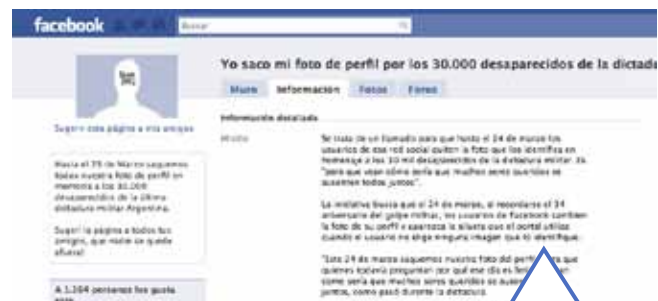 facebook
Buscar
Yo saco mi foto de perfil por los 30.000 desaparecidos de la dictad
Muro Información Fotos Foros
Información detallada
Misión
Se trata de un llamado para que hasta el 24 de marzo los
usuarios de esa red social quiten la foto que los identifica en
homenaje a los 30 mil desaparecidos de la dictadura militar. Es
"para que vean cómo sería que muchos seres queridos se
ausenten todos juntos".
La iniciativa busca que el 24 de marzo, al recordarse el 34
aniversario del golpe militar, los usuarios de Facebook cambien
la foto de su perfil y aparezca la silueta que el portal utiliza
cuando el usuario no elige ninguna imagen que lo identifique.
"Este 24 de marzo saquemos nuestra foto del perfil que
quienes todavía preguntan por qué ese día es
como sería que muchos seres queridos se
juntos, como pasó durante la dictadura.
Sugerir esta página a mis amigos
Hasta el 25 de Marzo saquemos
todos nuestra foto de perfil en
memoria a los 30.000
desaparecidos de la última
dictadura militar Argentina.
Sugerí la página a todos tus
amigos, que nadie se quede
afuera!
A 1.204 personas les gusta
esto